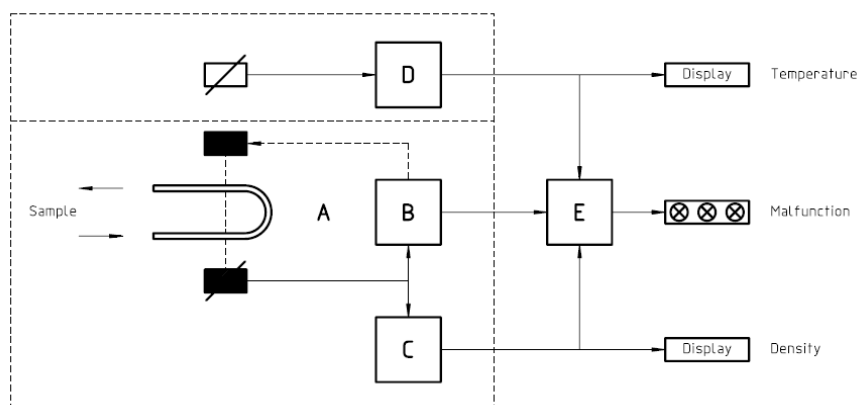 D
Display
Temperature
Sample
A
B
E
Malfunction
C
Display
Density